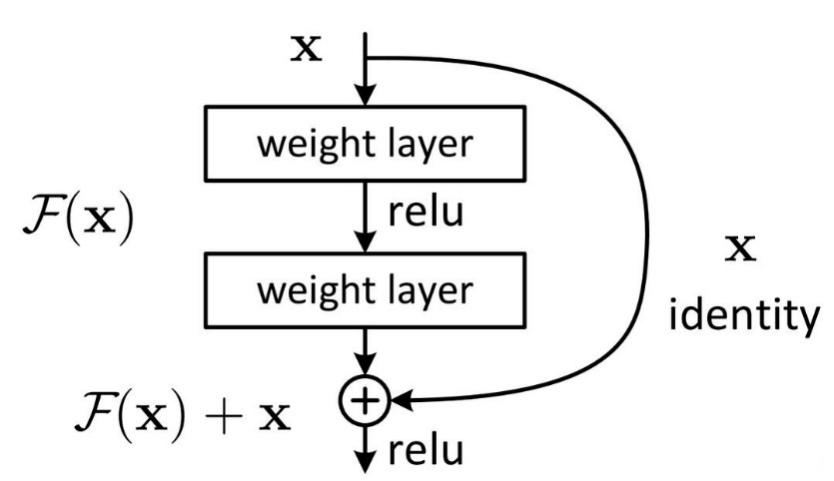 x
weight layer
relu
F(x)
x
weight layer
identity
F(x) + x
relu